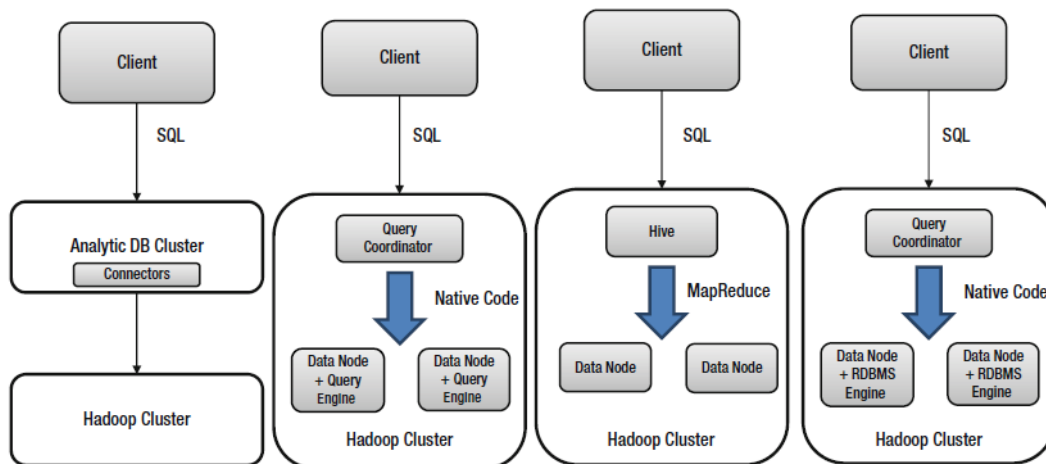 Client
SQL
Analytic DB Cluster
Connectors
Hadoop Cluster
Client
SQL
Query
Coordinator
Native Code
Data Node
+ Query
Engine
Data Node
+ Query
Engine
Hadoop Cluster
Client
SQL
Hive
MapReduce
Data Node
Data Node
Hadoop Cluster
Client
SQL
Query
Coordinator
Native Code
Data Node
+ RDBMS
Engine
Data Node
+ RDBMS
Engine
Hadoop Cluster